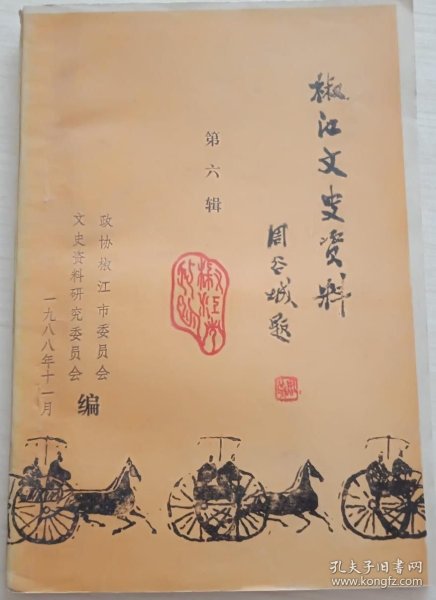 椒江文史资料
周谷城题
第六辑
政协椒江市委员会
文史资料研究委员会
编
一九八八年十一月
孔夫子旧书网
www.kongfz.com